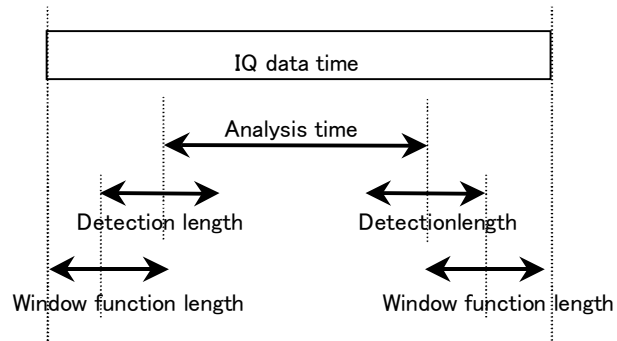 IQ data time
Analysis time
Detection length
Detectionlength
Window function length
Window function length